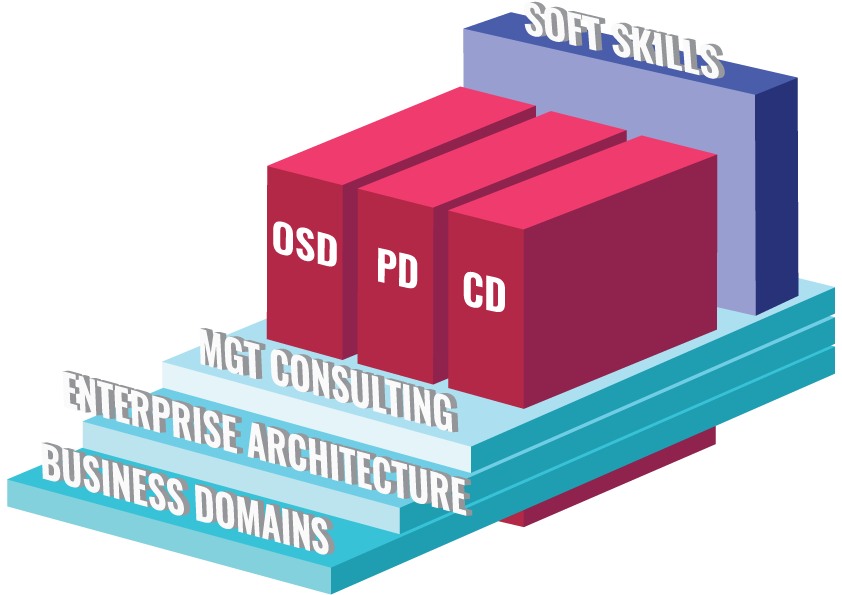 SOFT SKILLS
OSD
PD
CD
MGT CONSULTING
ENTERPRISE ARCHITECTURE
BUSINESS DOMAINS